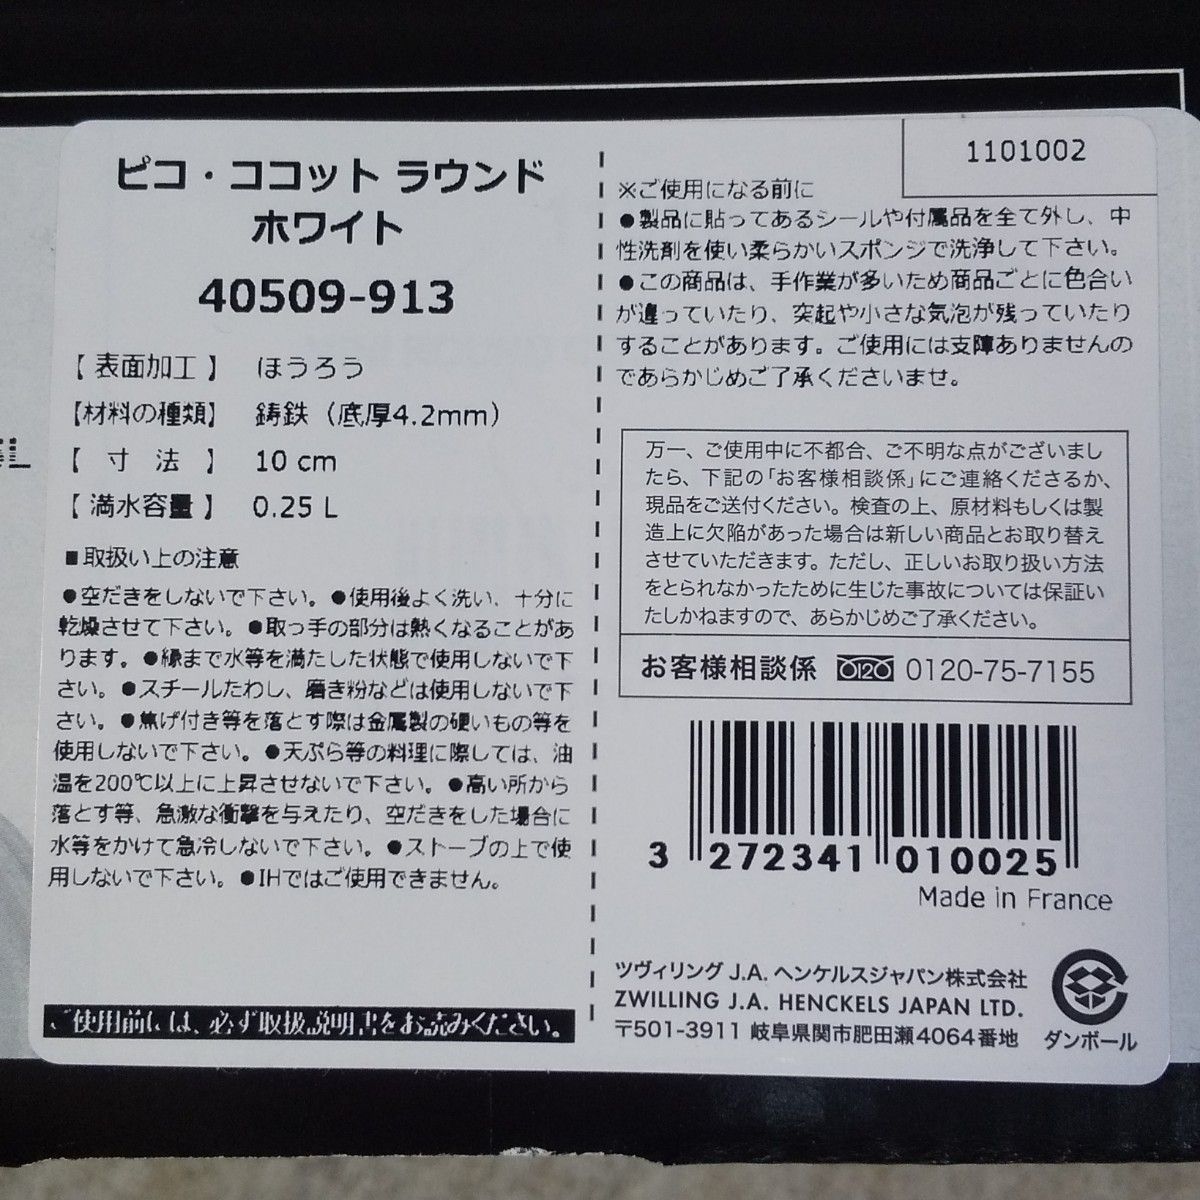 ピコ・ココット ラウンド
ホワイト
40509-913
【 表面加工 】 ほうろう
【材料の種類】 鋳鉄（底厚4.2mm）
【 寸 法 】 10 cm
【 満水容量 】 0.25 L
■取扱い上の注意
●空だきをしないで下さい。●使用後よく洗い、十分に
乾燥させて下さい。●取っ手の部分は熱くなることがあ
ります。●縁まで水等を満たした状態で使用しないで下
さい。●スチールたわし、磨き粉などは使用しないで下
さい。●焦げ付き等を落とす際は金属製の硬いもの等を
使用しないで下さい。●天ぷら等の料理に際しては、油
温を200℃以上に上昇させないで下さい。●高い所から
落とす等、急激な衝撃を与えたり、空だきをした場合に
水等をかけて急冷しないで下さい。●ストーブの上で使
用しないで下さい。●IHではご使用できません。
ご使用前には、必ず取扱説明書をお読みください。
1101002
※ご使用になる前に
●製品に貼ってあるシールや付属品を全て外し、中
性洗剤を使い柔らかいスポンジで洗浄して下さい。
●この商品は、手作業が多いため商品ごとに色合い
が違っていたり、突起や小さな気泡が残っていたり
することがあります。ご使用には支障ありませんの
であらかじめご了承くださいませ。
万一、ご使用中に不都合、ご不明な点がございまし
たら、下記の「お客様相談係」にご連絡くださるか、
現品をご送付ください。検査の上、原材料もしくは製
造上に欠陥があった場合は新しい商品とお取り替え
させていただきます。ただし、正しいお取り扱い方法
をとられなかったために生じた事故については保証い
たしかねますので、あらかじめご了承ください。
お客様相談係 0120-75-7155
3 272341 010025
Made in France
ツヴィリング J.A. ヘンケルスジャパン株式会社
ZWILLING J.A. HENCKELS JAPAN LTD.
〒501-3911 岐阜県関市肥田瀬4064番地
ダンボール